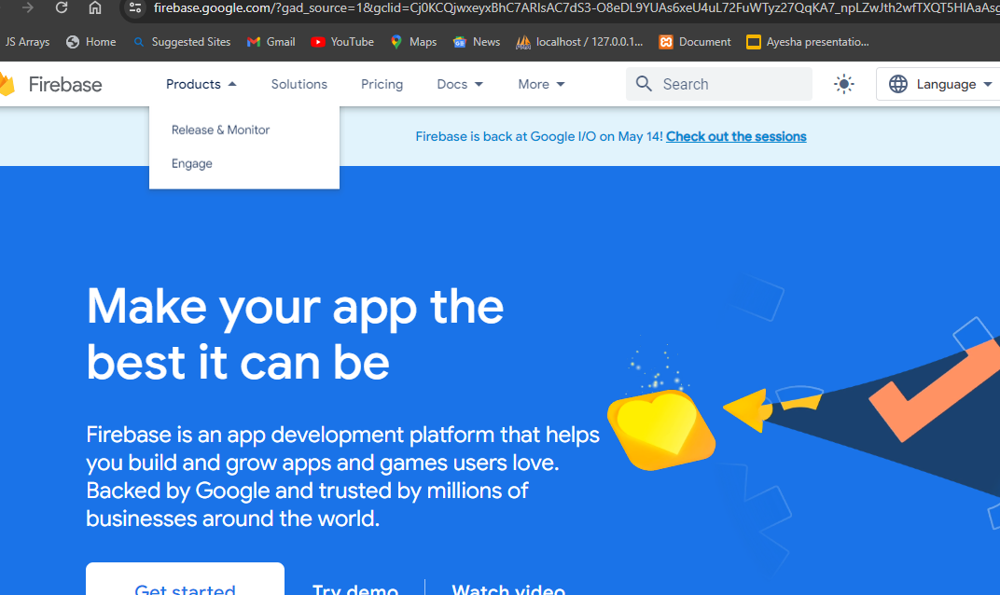 firebase.google.com/?gad_source=1&gclid=Cj0KCQjwxeyxBhC7ARIsAC7dS3-O8eDL9YUAs6xeU4uL72FuWTyz27QqKA7_npLZwJth2wfTXQT5HIAaAsg
JS Arrays Home Suggested Sites Gmail YouTube Maps News localhost / 127.0.0.1... Document Ayesha presentatio...
Firebase Products Solutions Pricing Docs More Search Language
Release & Monitor
Engage
Firebase is back at Google I/O on May 14! Check out the sessions
Make your app the
best it can be
Firebase is an app development platform that helps
you build and grow apps and games users love.
Backed by Google and trusted by millions of
businesses around the world.
Get started Try demo Watch video